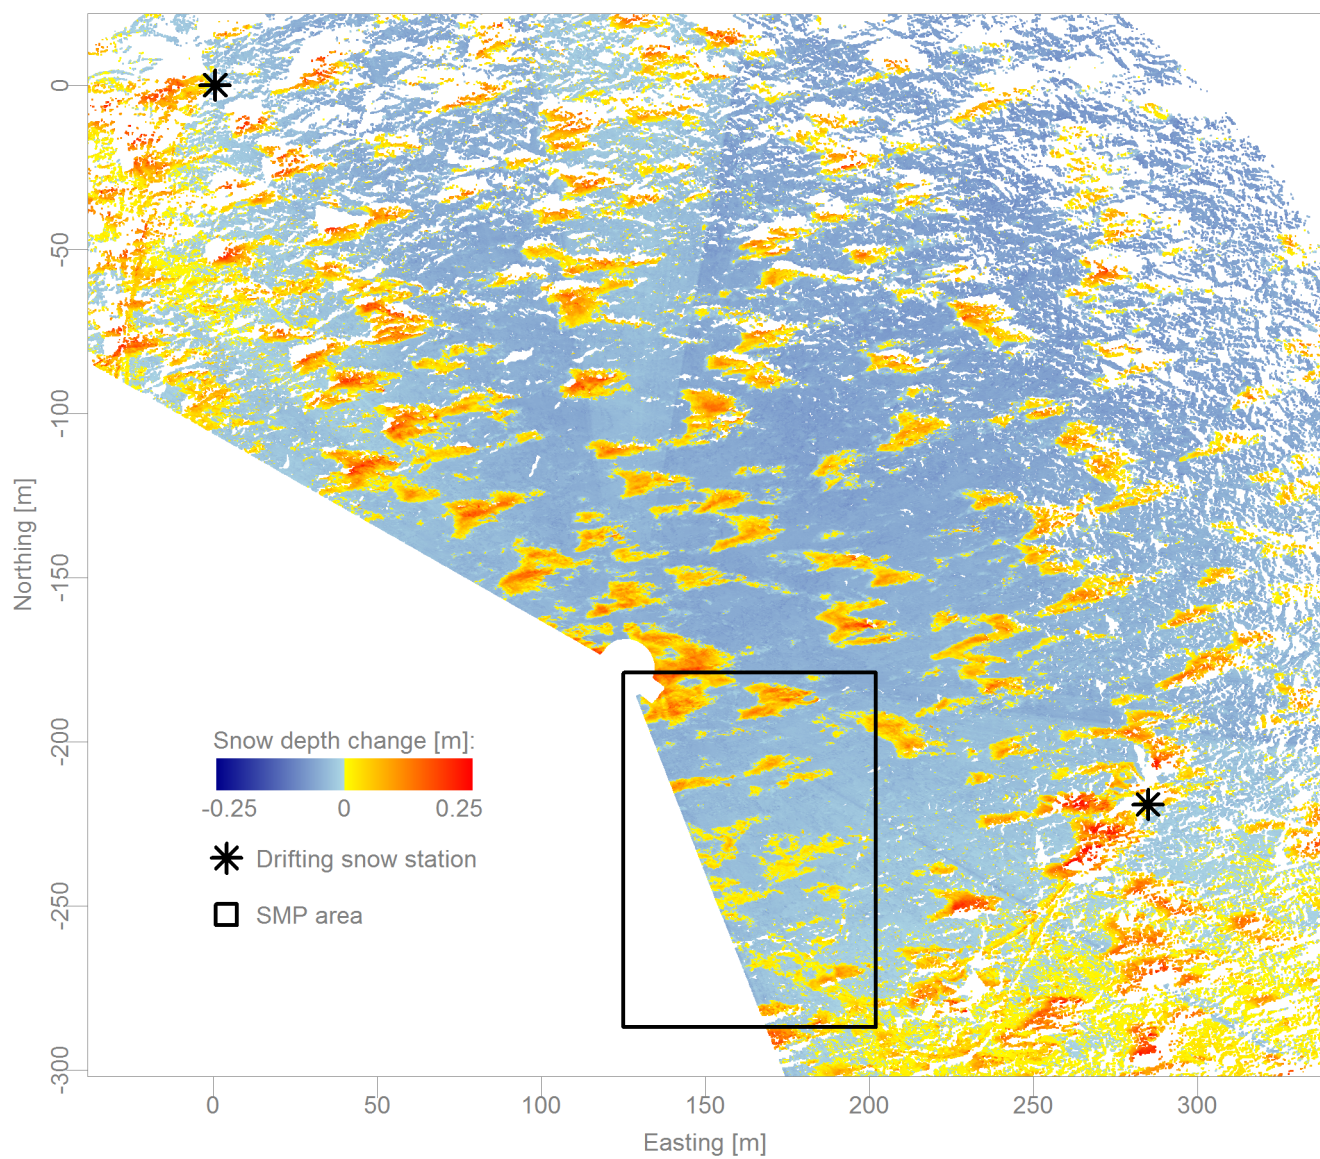 0
-50
-100
-150
-200
-250
-300
Northing [m]
Snow depth change [m]:
-0.25 0 0.25
Drifting snow station
SMP area
0 50 100 150 200 250 300
Easting [m]